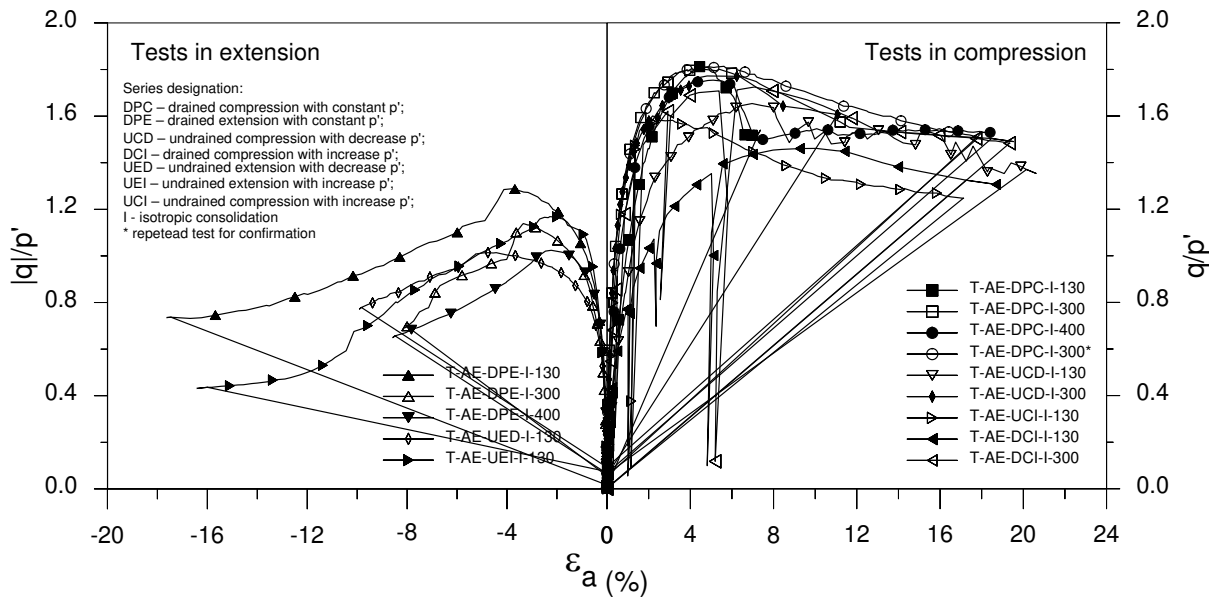 Tests in extension
Tests in compression
Series designation:
DPC – drained compression with constant p';
DPE – drained extension with constant p';
UCD – undrained compression with decrease p';
DCI – drained compression with increase p';
UED – undrained extension with decrease p';
UEI – undrained extension with increase p';
UCI – undrained compression with increase p';
I - isotropic consolidation
* repetead test for confirmation
2.0
1.6
1.2
0.8
0.4
0.0
|q|/p'
2.0
1.6
1.2
0.8
0.4
0.0
q/p'
T-AE-DPE-I-130
T-AE-DPE-I-300
T-AE-DPE-I-400
T-AE-UED-I-130
T-AE-UEI-I-130
T-AE-DPC-I-130
T-AE-DPC-I-300
T-AE-DPC-I-400
T-AE-DPC-I-300*
T-AE-UCD-I-130
T-AE-UCD-I-300
T-AE-UCI-I-130
T-AE-DCI-I-130
T-AE-DCI-I-300
-20 -16 -12 -8 -4 0 0 4 8 12 16 20 24
εa (%)